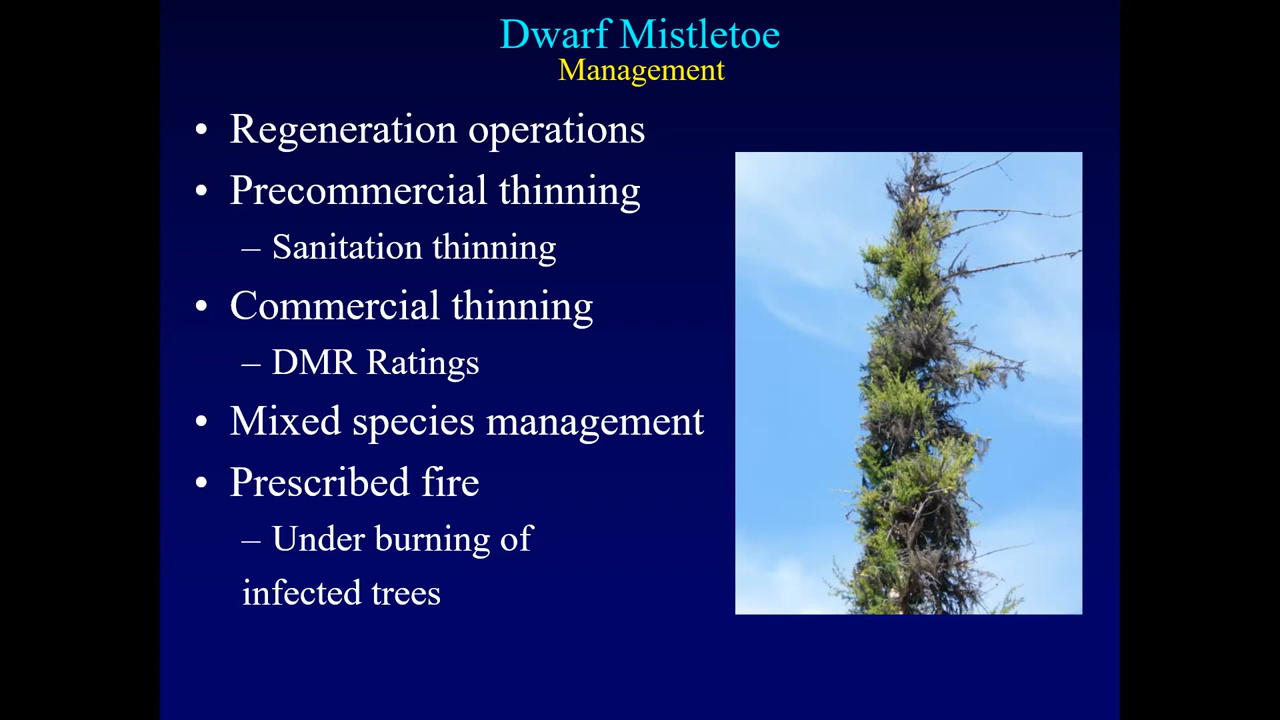 Dwarf Mistletoe
Management
• Regeneration operations
• Precommercial thinning
– Sanitation thinning
• Commercial thinning
– DMR Ratings
• Mixed species management
• Prescribed fire
– Under burning of
infected trees